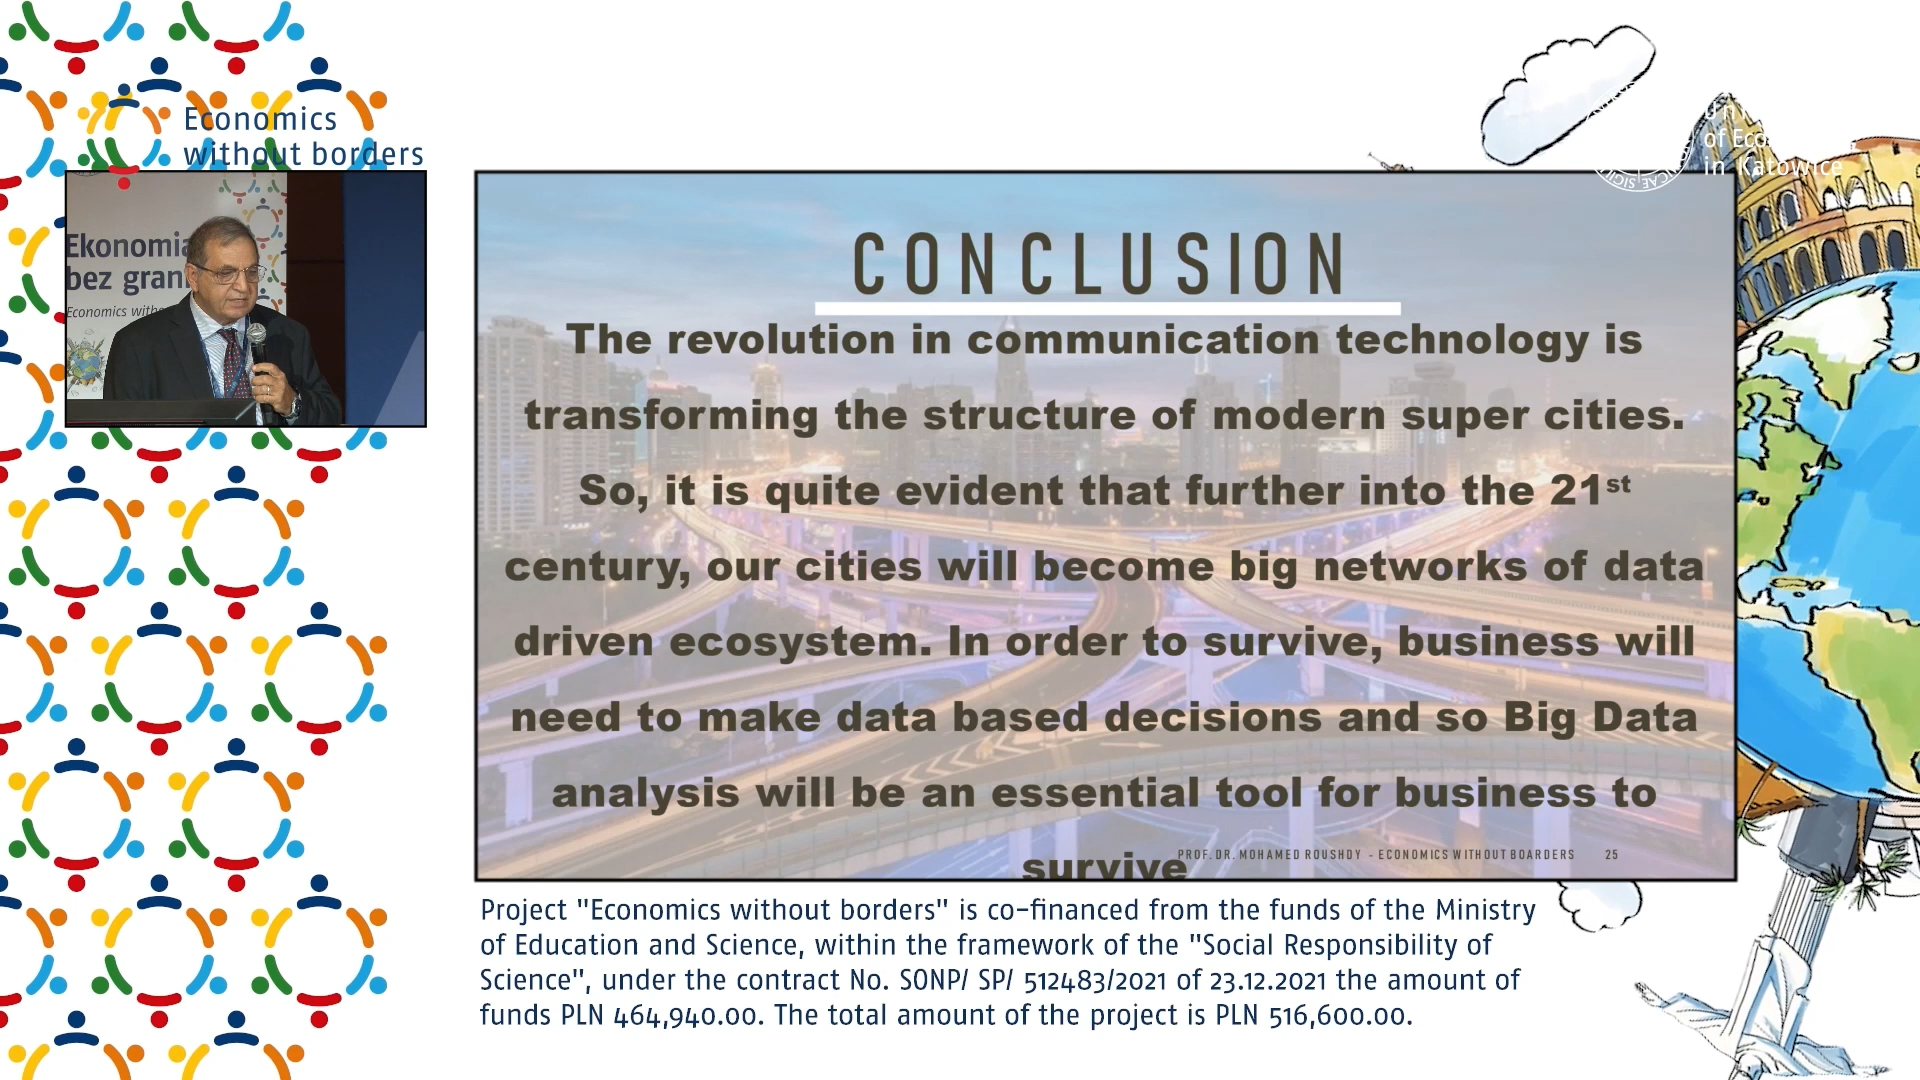 Economics
without borders
of Eco
in Katowice
Ekonomia
bez gran
Economics witho
CONCLUSION
The revolution in communication technology is
transforming the structure of modern super cities.
So, it is quite evident that further into the 21st
century, our cities will become big networks of data
driven ecosystem. In order to survive, business will
need to make data based decisions and so Big Data
analysis will be an essential tool for business to
survive
PROF. DR. MOHAMED ROUSHDY - ECONOMICS WITHOUT BOARDERS 25
Project "Economics without borders" is co-financed from the funds of the Ministry
of Education and Science, within the framework of the "Social Responsibility of
Science", under the contract No. SONP/ SP/ 512483/2021 of 23.12.2021 the amount of
funds PLN 464,940.00. The total amount of the project is PLN 516,600.00.